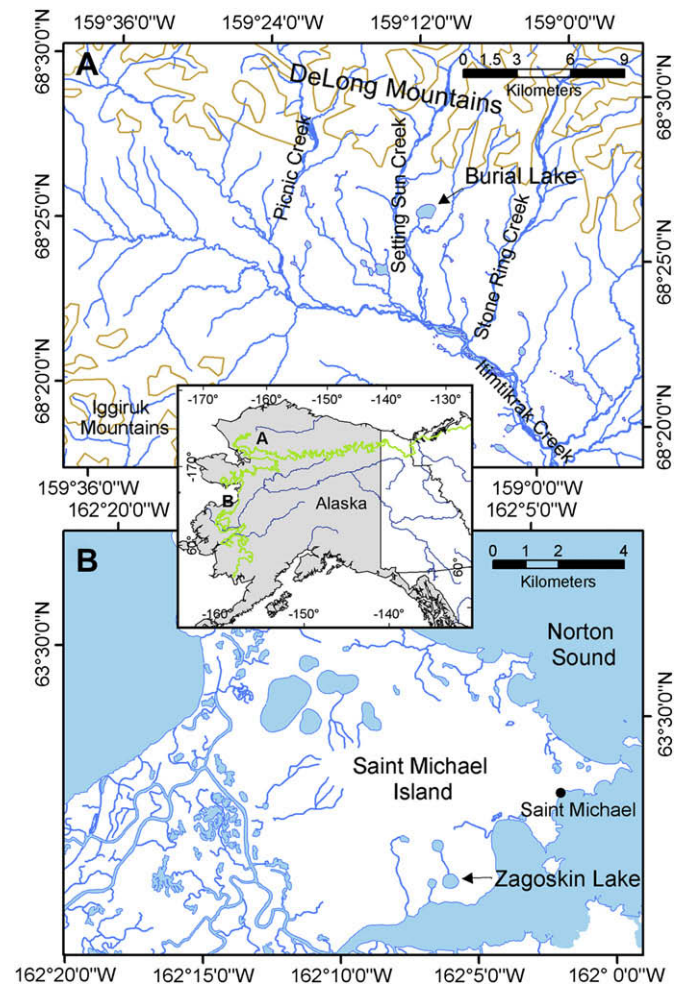 159°36'0"W 159°24'0"W 159°12'0"W 159°0'0"W
68°30'0"N
A
DeLong Mountains
0 1.5 3 6 9
Kilometers
68°30'0"N
Picnic Creek
Setting Sun Creek
Burial Lake
Stone Ring Creek
68°25'0"N
68°25'0"N
68°20'0"N
Iggiruk
Mountains
Itimtikrak Creek
68°20'0"N
159°36'0"W
159°0'0"W
162°20'0"W
162°5'0"W
-170° -160° -150° -140° -130°
A
-170°
B
Alaska
60°
60°
-160° -150° -140° -130°
B
0 1 2 4
Kilometers
Norton
Sound
63°30'0"N
63°30'0"N
Saint Michael
Island
Saint Michael
Zagoskin Lake
162°20'0"W 162°15'0"W 162°10'0"W 162°5'0"W 162°0'0"W